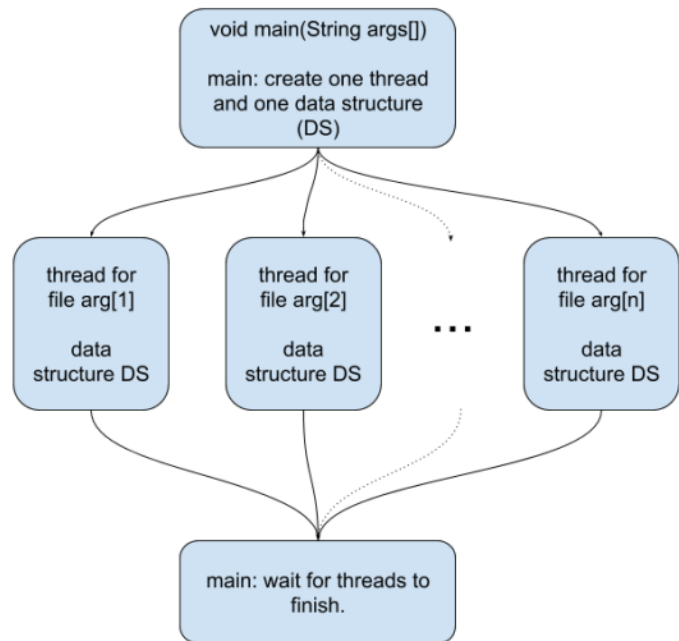 void main(String args[])
main: create one thread
and one data structure
(DS)
thread for
file arg[1]
data
structure DS
thread for
file arg[2]
data
structure DS
...
thread for
file arg[n]
data
structure DS
main: wait for threads to
finish.